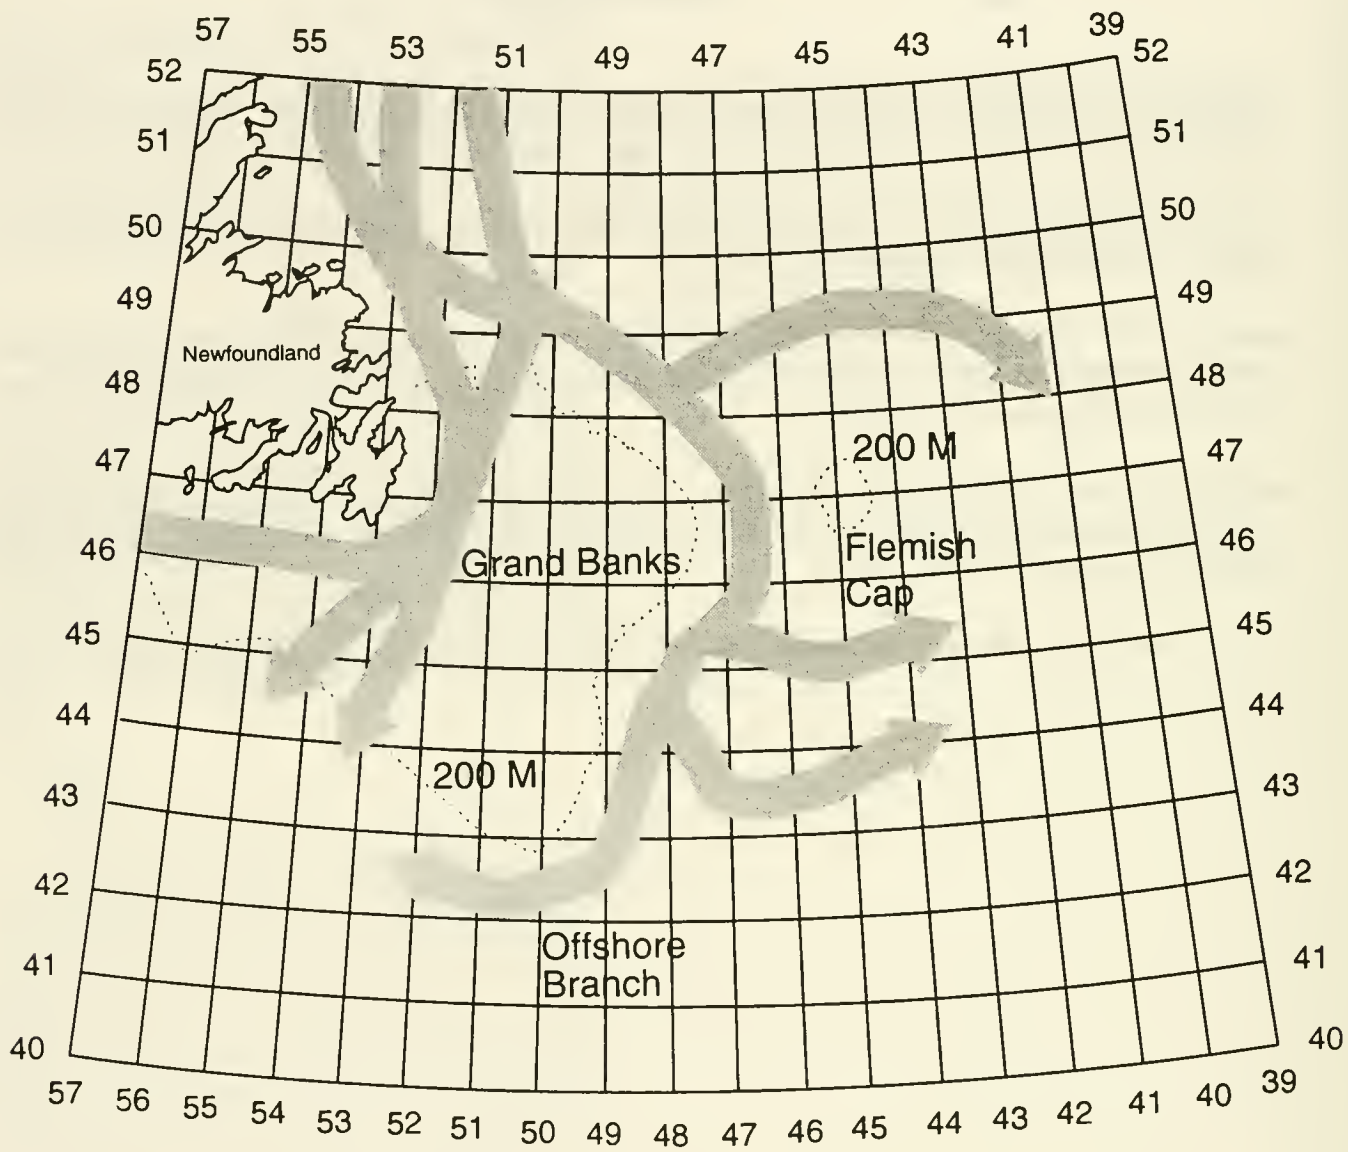 57 55 53 51 49 47 45 43 41 39
52 52
51 51
50 50
49 49
Newfoundland
48 48
200 M
47 47
46 46
Grand Banks
Flemish
Cap
45 45
44 44
200 M
43 43
42 42
Offshore
Branch
41 41
40 40
57 56 55 54 53 52 51 50 49 48 47 46 45 44 43 42 41 40 39